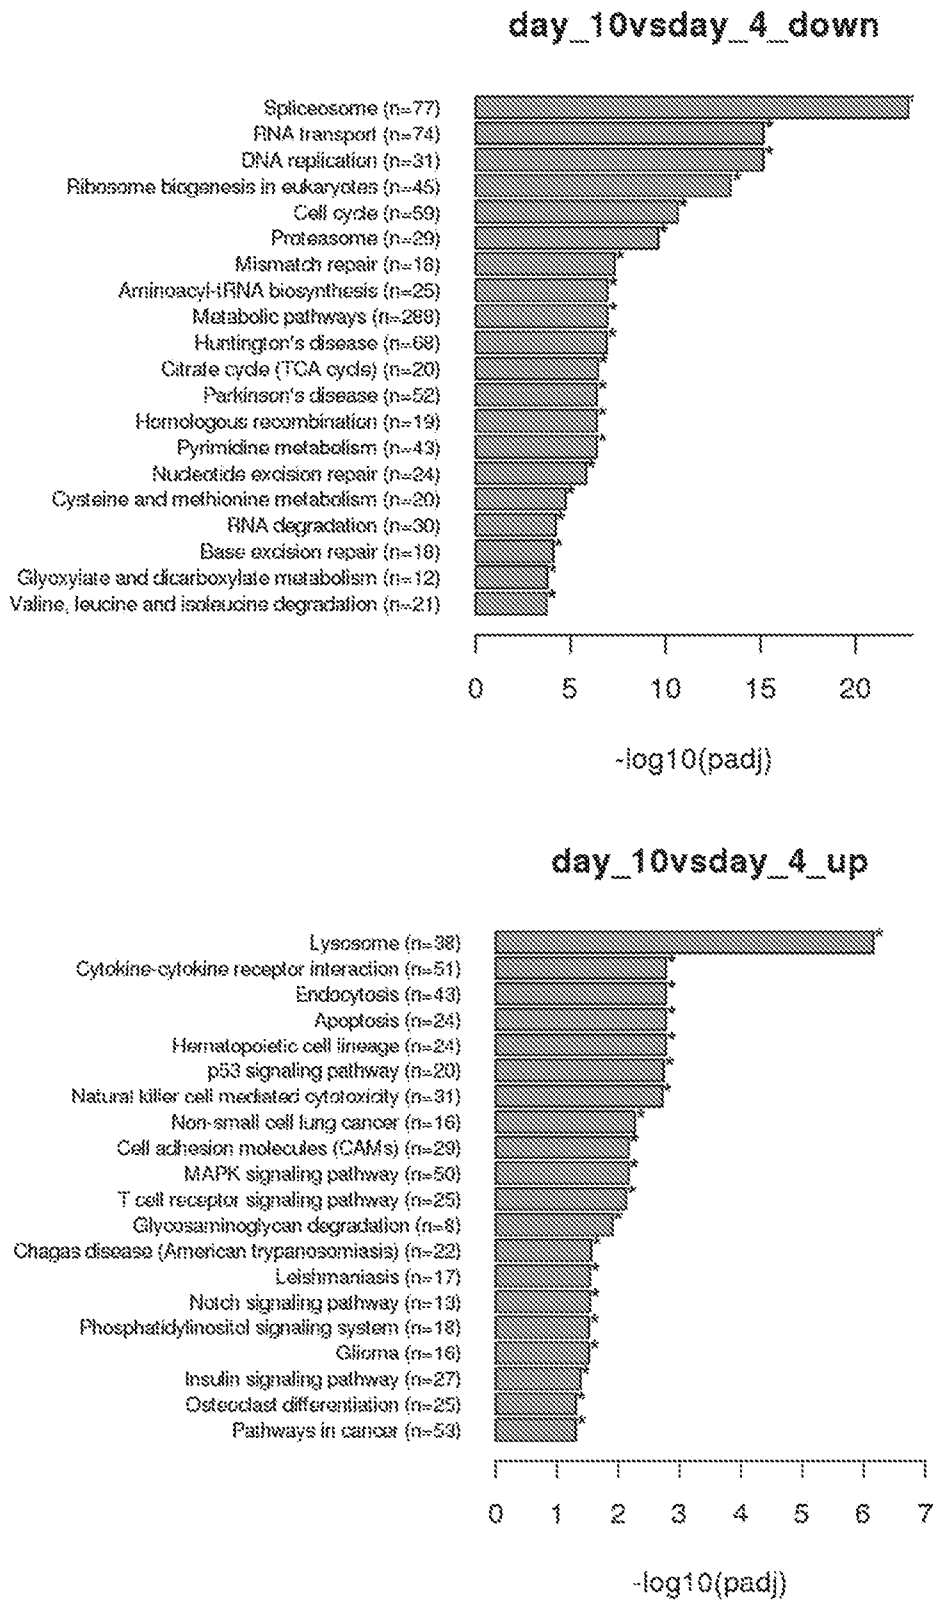 day_10vsday_4_down
Spliceosome (n=77)
RNA transport (n=74)
DNA replication (n=31)
Ribosome biogenesis in eukaryotes (n=45)
Cell cycle (n=59)
Proteasome (n=29)
Mismatch repair (n=18)
Aminoacyl-tRNA biosynthesis (n=25)
Metabolic pathways (n=288)
Huntington's disease (n=68)
Citrate cycle (TCA cycle) (n=20)
Parkinson's disease (n=52)
Homologous recombination (n=19)
Pyrimidine metabolism (n=43)
Nucleotide excision repair (n=24)
Cysteine and methionine metabolism (n=20)
RNA degradation (n=30)
Base excision repair (n=18)
Glyoxylate and dicarboxylate metabolism (n=12)
Valine, leucine and isoleucine degradation (n=21)
0 5 10 15 20
-log10(padj)
day_10vsday_4_up
Lysosome (n=38)
Cytokine-cytokine receptor interaction (n=51)
Endocytosis (n=43)
Apoptosis (n=24)
Hematopoietic cell lineage (n=24)
p53 signaling pathway (n=20)
Natural killer cell mediated cytotoxicity (n=31)
Non-small cell lung cancer (n=16)
Cell adhesion molecules (CAMs) (n=29)
MAPK signaling pathway (n=50)
T cell receptor signaling pathway (n=25)
Glycosaminoglycan degradation (n=8)
Chagas disease (American trypanosomiasis) (n=22)
Leishmaniasis (n=17)
Notch signaling pathway (n=13)
Phosphatidylinositol signaling system (n=18)
Glioma (n=16)
Insulin signaling pathway (n=27)
Osteoclast differentiation (n=25)
Pathways in cancer (n=53)
0 1 2 3 4 5 6 7
-log10(padj)